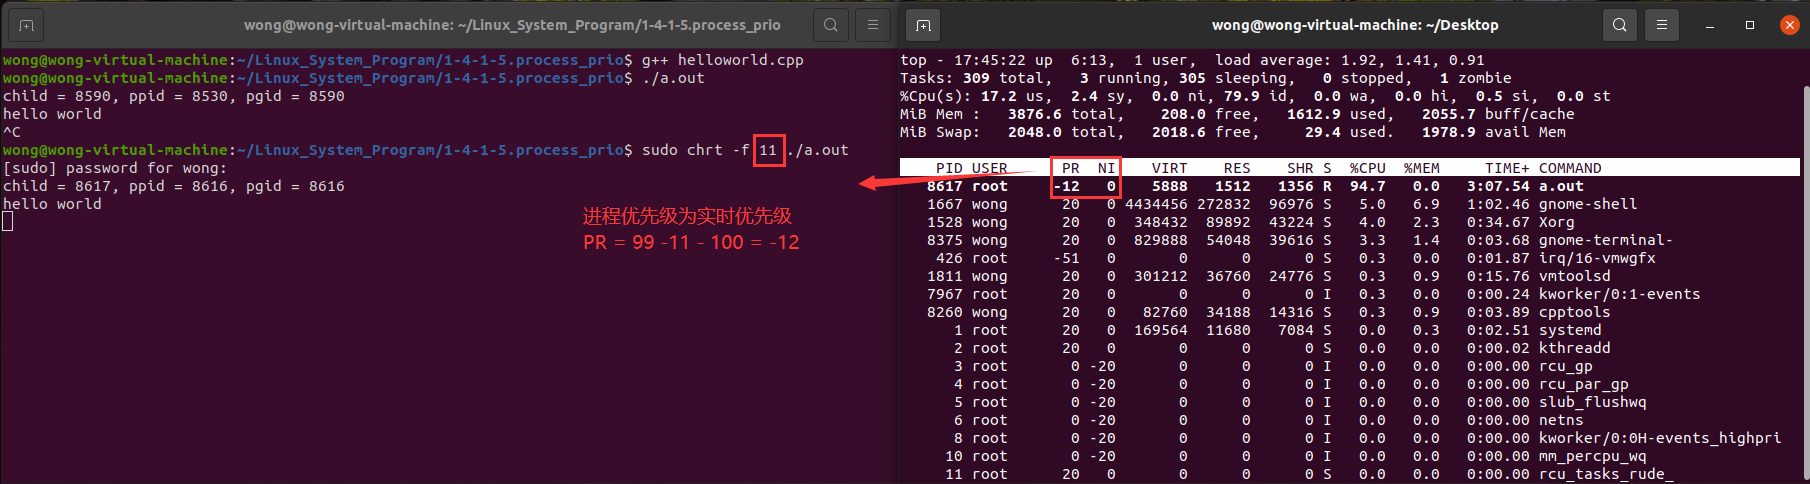 wong@wong-virtual-machine: ~/Linux_System_Program/1-4-1-5.process_prio
wong@wong-virtual-machine:~/Linux_System_Program/1-4-1-5.process_prio$ g++ helloworld.cpp
wong@wong-virtual-machine:~/Linux_System_Program/1-4-1-5.process_prio$ ./a.out
child = 8590, ppid = 8530, pgid = 8590
hello world
^C
wong@wong-virtual-machine:~/Linux_System_Program/1-4-1-5.process_prio$ sudo chrt -f 11 ./a.out
[sudo] password for wong:
child = 8617, ppid = 8616, pgid = 8616
hello world
进程优先级为实时优先级
PR = 99 -11 - 100 = -12
wong@wong-virtual-machine: ~/Desktop
top - 17:45:22 up  6:13,  1 user,  load average: 1.92, 1.41, 0.91
Tasks: 309 total,   3 running, 305 sleeping,   0 stopped,   1 zombie
%Cpu(s): 17.2 us,  2.4 sy,  0.0 ni, 79.9 id,  0.0 wa,  0.0 hi,  0.5 si,  0.0 st
MiB Mem :   3876.6 total,    208.0 free,   1612.9 used,   2055.7 buff/cache
MiB Swap:   2048.0 total,   2018.6 free,     29.4 used.   1978.9 avail Mem
PID USER PR NI VIRT RES SHR S %CPU %MEM TIME+ COMMAND
8617 root -12 0 5888 1512 1356 R 94.7 0.0 3:07.54 a.out
1667 wong 20 0 4434456 272832 96976 S 5.0 6.9 1:02.46 gnome-shell
1528 wong 20 0 348432 89892 43224 S 4.0 2.3 0:34.67 Xorg
8375 wong 20 0 829888 54048 39616 S 3.3 1.4 0:03.68 gnome-terminal-
426 root -51 0 0 0 0 S 0.3 0.0 0:01.87 irq/16-vmwgfx
1811 wong 20 0 301212 36760 24776 S 0.3 0.9 0:15.76 vmtoolsd
7967 root 20 0 0 0 0 I 0.3 0.0 0:00.24 kworker/0:1-events
8260 wong 20 0 82760 34188 14316 S 0.3 0.9 0:03.89 cpptools
1 root 20 0 169564 11680 7084 S 0.0 0.3 0:02.51 systemd
2 root 20 0 0 0 0 S 0.0 0.0 0:00.02 kthreadd
3 root 0 -20 0 0 0 I 0.0 0.0 0:00.00 rcu_gp
4 root 0 -20 0 0 0 I 0.0 0.0 0:00.00 rcu_par_gp
5 root 0 -20 0 0 0 I 0.0 0.0 0:00.00 slub_flushwq
6 root 0 -20 0 0 0 I 0.0 0.0 0:00.00 netns
8 root 0 -20 0 0 0 I 0.0 0.0 0:00.00 kworker/0:0H-events_highpri
10 root 0 -20 0 0 0 I 0.0 0.0 0:00.00 mm_percpu_wq
11 root 20 0 0 0 0 S 0.0 0.0 0:00.00 rcu_tasks_rude_